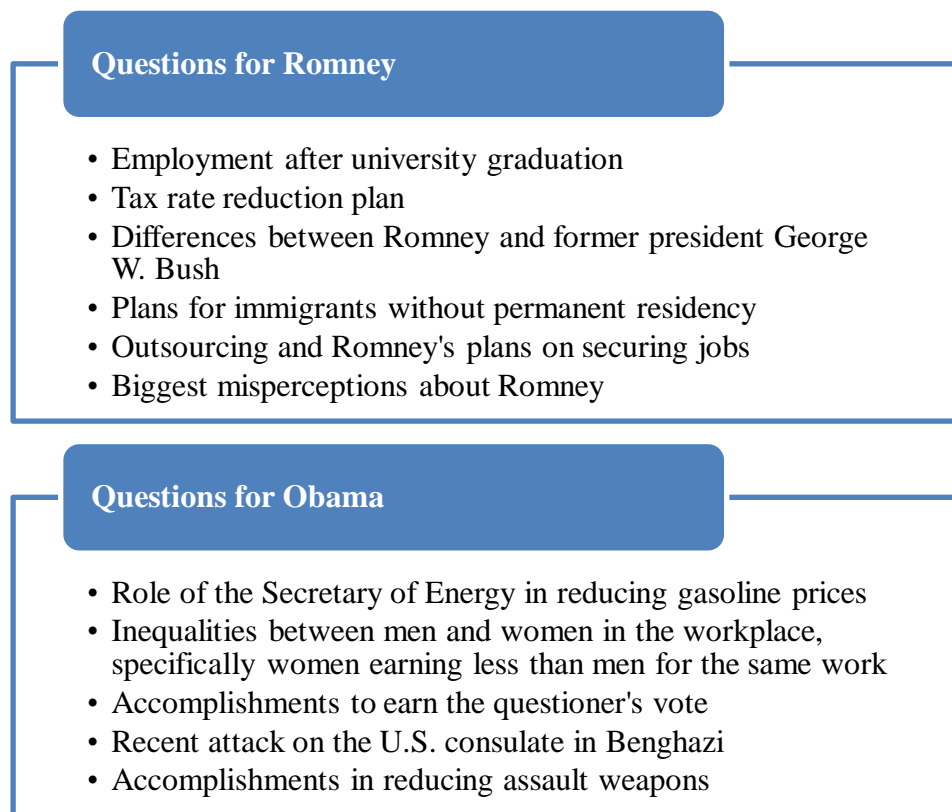 Questions for Romney
• Employment after university graduation
• Tax rate reduction plan
• Differences between Romney and former president George
W. Bush
• Plans for immigrants without permanent residency
• Outsourcing and Romney's plans on securing jobs
• Biggest misperceptions about Romney
Questions for Obama
• Role of the Secretary of Energy in reducing gasoline prices
• Inequalities between men and women in the workplace,
specifically women earning less than men for the same work
• Accomplishments to earn the questioner's vote
• Recent attack on the U.S. consulate in Benghazi
• Accomplishments in reducing assault weapons